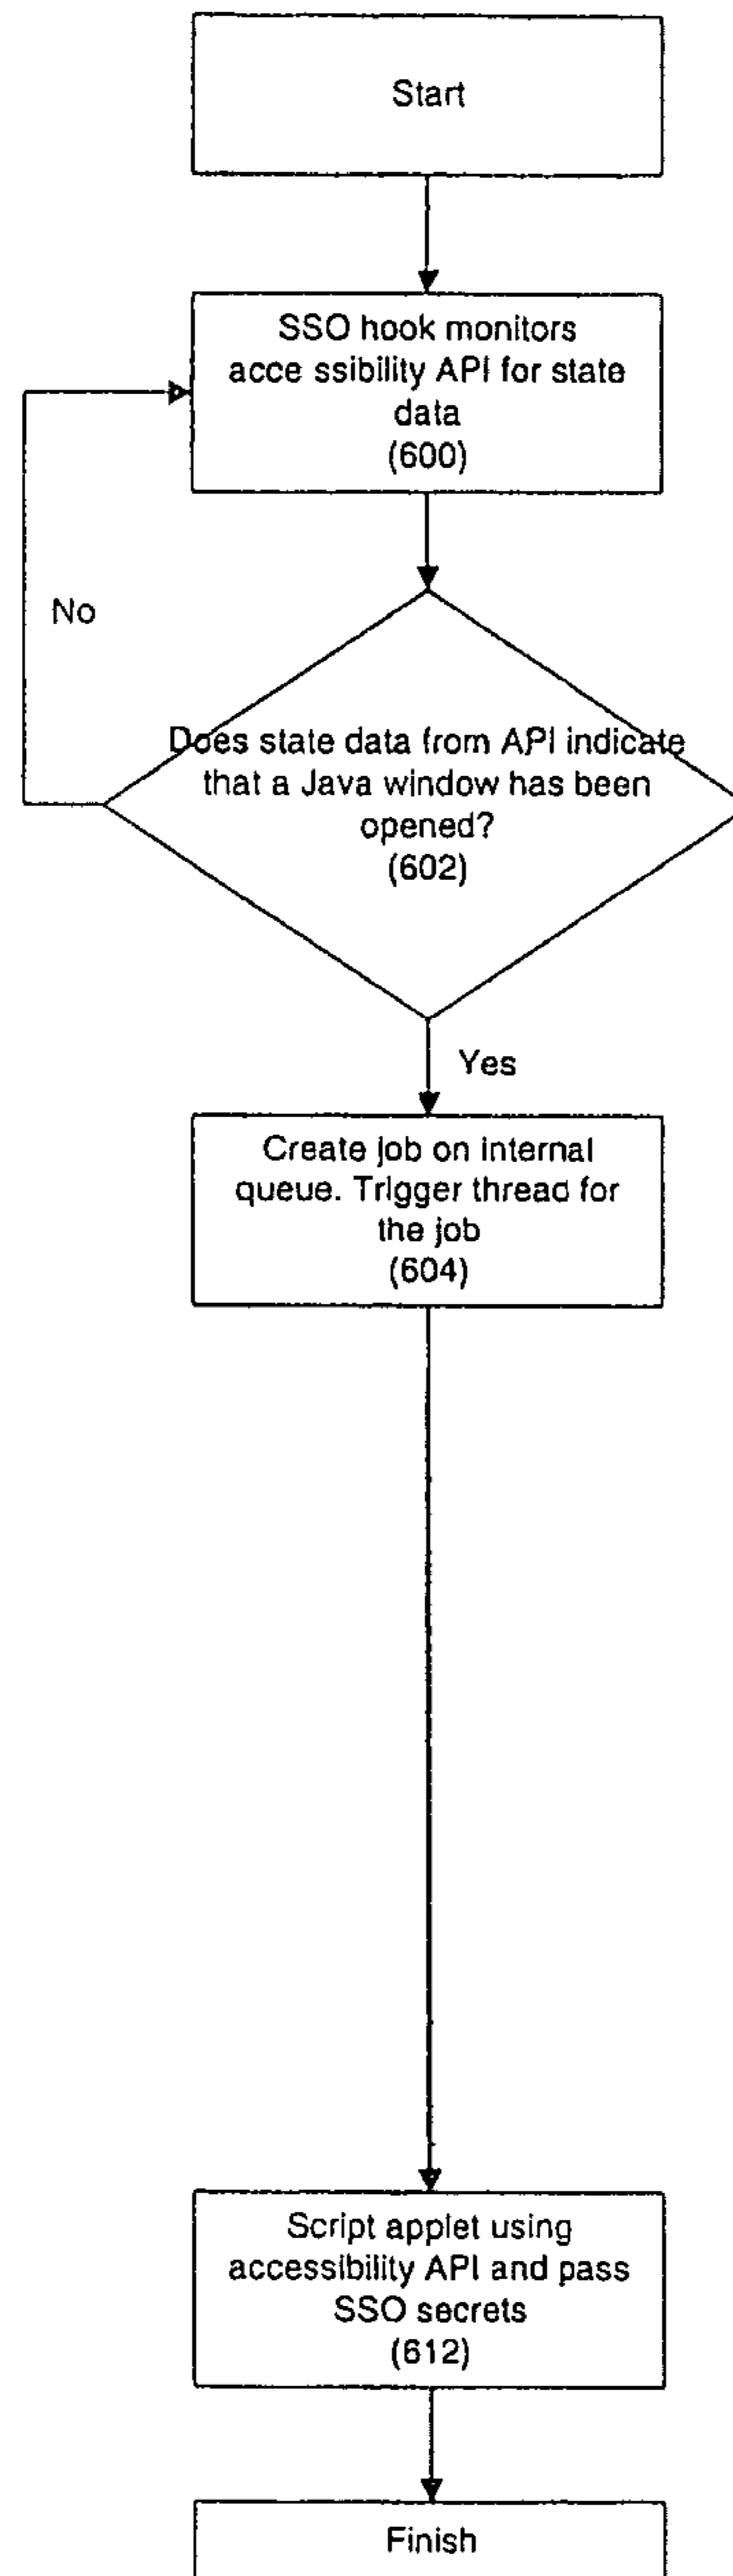 Start
SSO hook monitors
acce ssibility API for state
data
(600)
No
Does state data from API indicate
that a Java window has been
opened?
(602)
Yes
Create job on internal
queue. Trigger thread for
the job
(604)
Script applet using
accessibility API and pass
SSO secrets
(612)
Finish